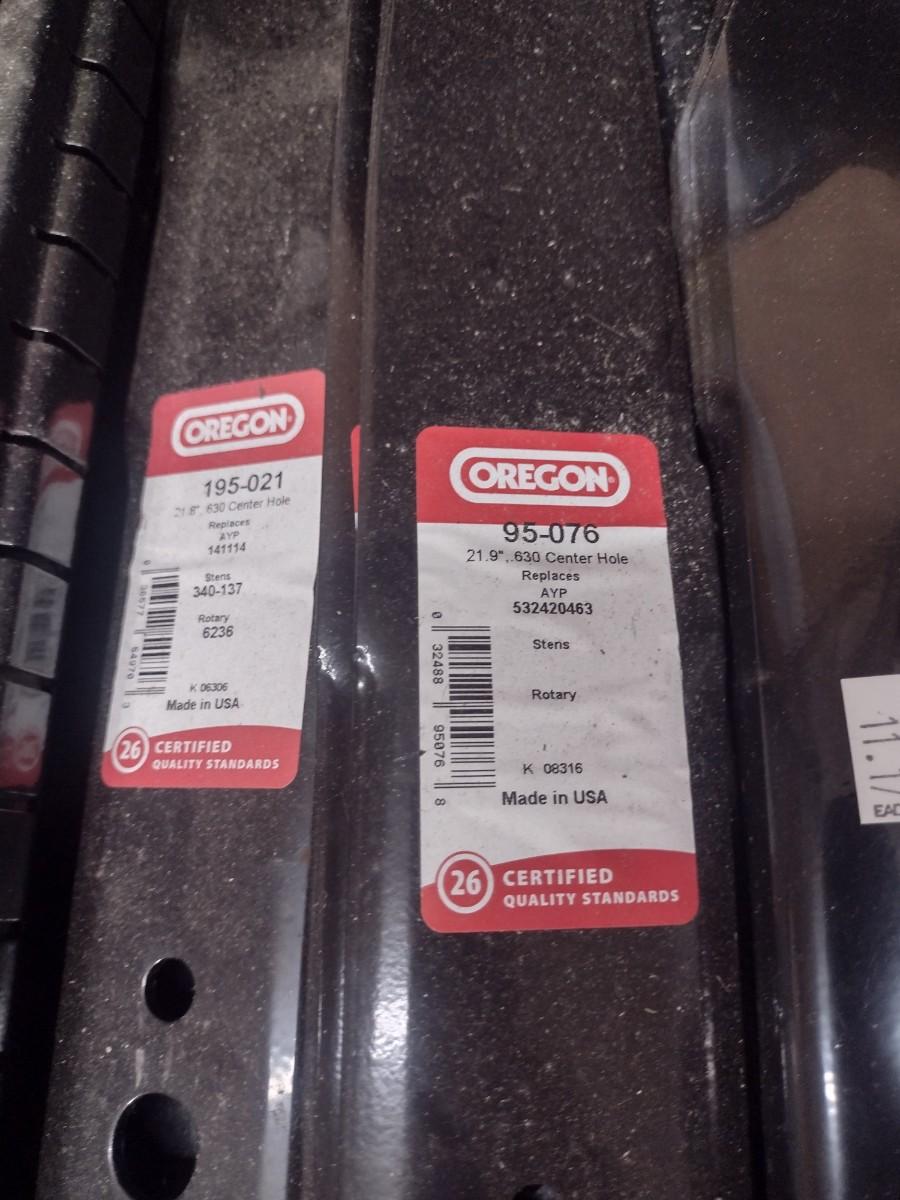 OREGON
195-021
21.8", .630 Center Hole
Replaces
AYP
141114
Stens
340-137
Rotary
6236
K 06306
Made in USA
26 CERTIFIED
QUALITY STANDARDS
OREGON
95-076
21.9", .630 Center Hole
Replaces
AYP
532420463
Stens
Rotary
0 32488 95076 8
K 08316
Made in USA
26 CERTIFIED
QUALITY STANDARDS